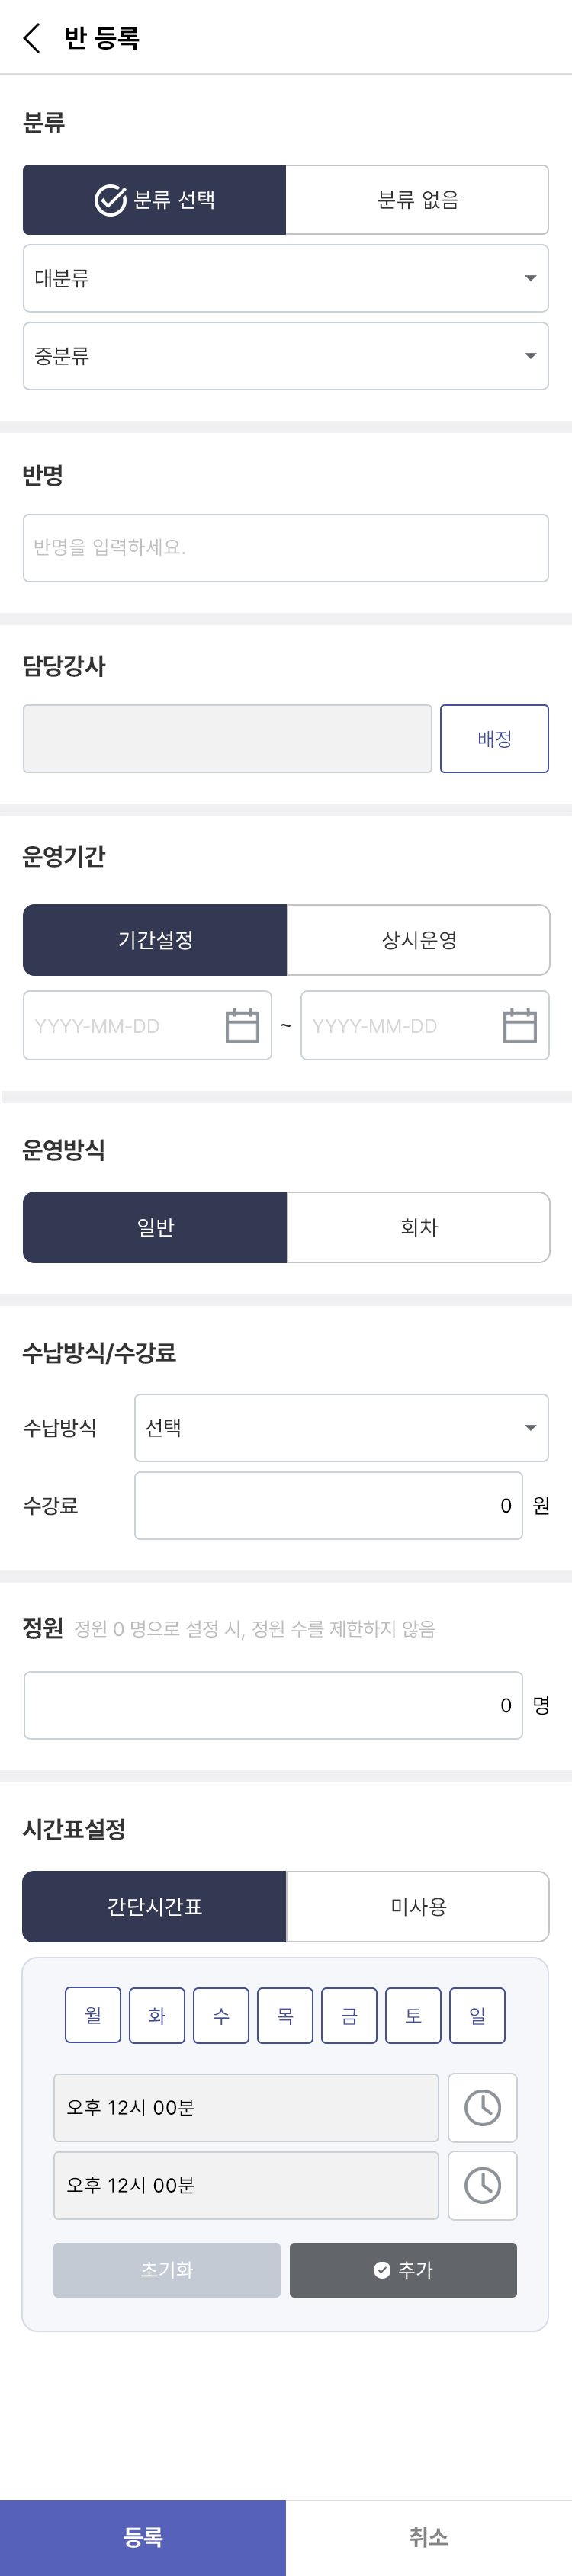 반 등록
분류
분류 선택 분류 없음
대분류
중분류
반명
반명을 입력하세요.
담당강사
배정
운영기간
기간설정 상시운영
YYYY-MM-DD ~ YYYY-MM-DD
운영방식
일반 회차
수납방식/수강료
수납방식 선택
수강료 0 원
정원 정원 0 명으로 설정 시, 정원 수를 제한하지 않음
0 명
시간표설정
간단시간표 미사용
월 화 수 목 금 토 일
오후 12시 00분
오후 12시 00분
초기화 추가
등록 취소